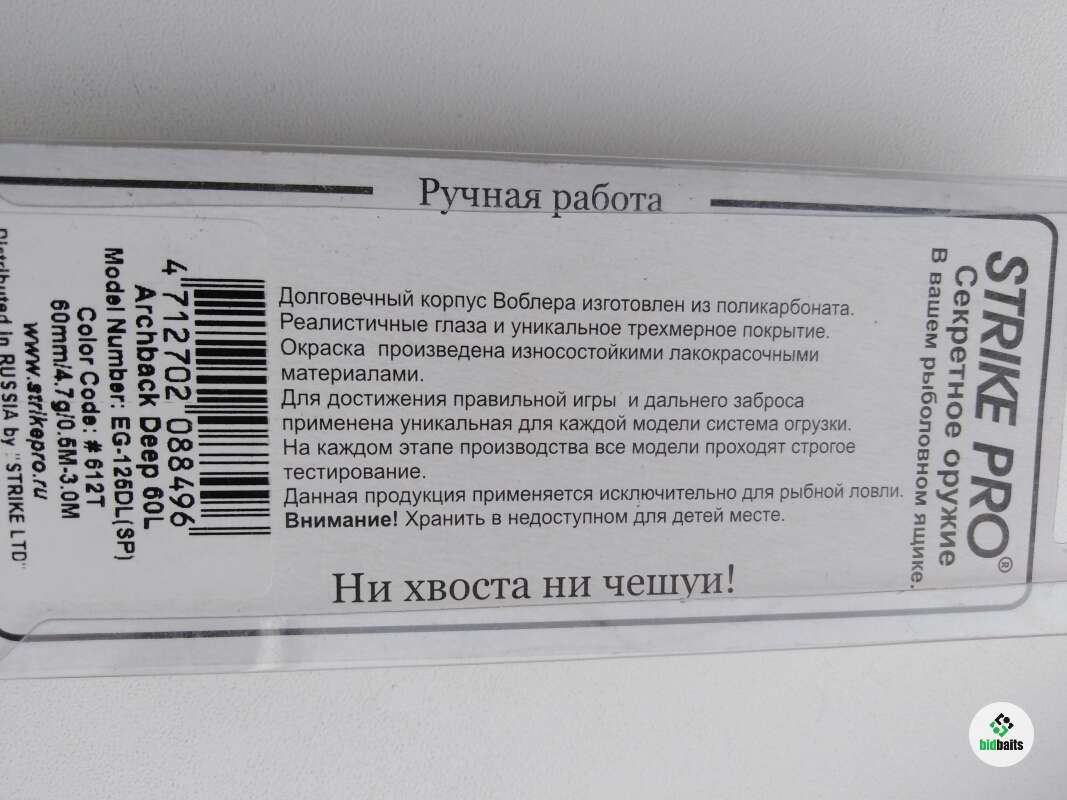 Ручная работа
STRIKE PRO®
Секретное оружие
в вашем рыболовном ящике.
Долговечный корпус Воблера изготовлен из поликарбоната.
Реалистичные глаза и уникальное трехмерное покрытие.
Окраска произведена износостойкими лакокрасочными
материалами.
Для достижения правильной игры и дальнего заброса
применена уникальная для каждой модели система огрузки.
На каждом этапе производства все модели проходят строгое
тестирование.
Данная продукция применяется исключительно для рыбной ловли.
Внимание! Хранить в недоступном для детей месте.
Ни хвоста ни чешуи!
4 712702 088496
Archback Deep 60L
Model Number: EG-125DL(SP)
Color Code: #612T
60mm/4.7g/0.5M-3.0M
www.strikepro.ru
Distributed in RUSSIA by "STRIKE LTD"
bidbaits